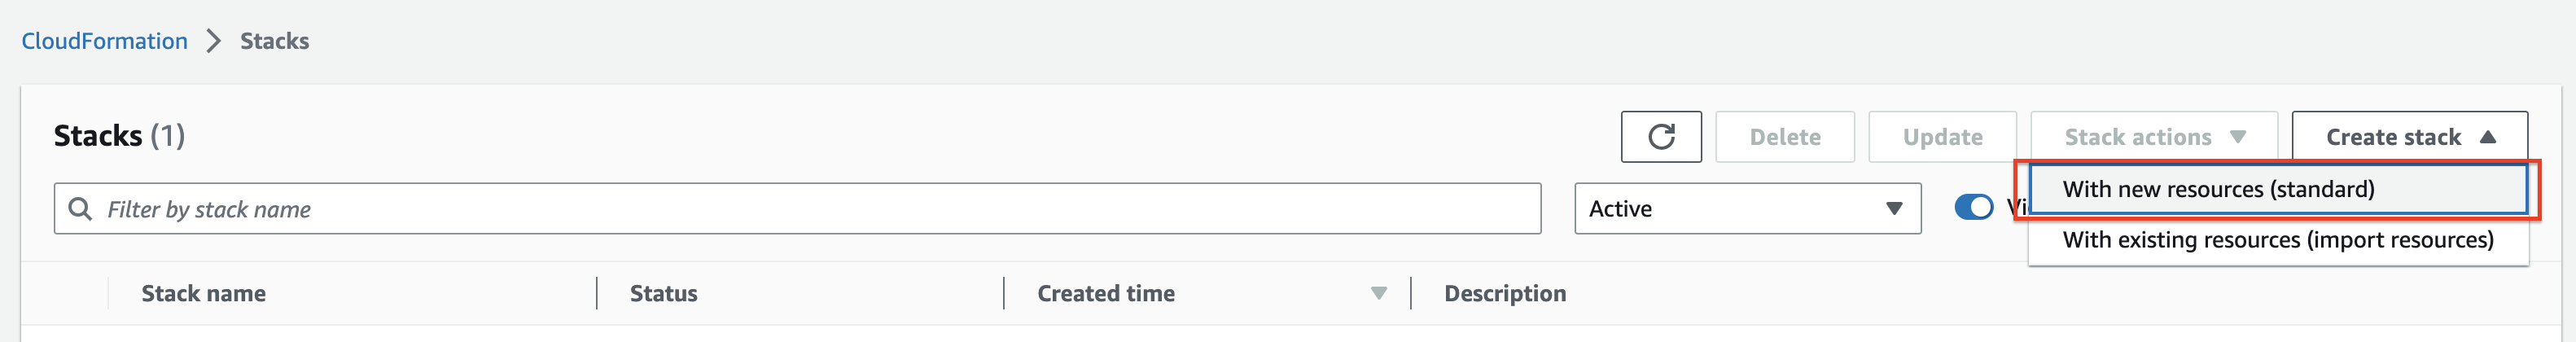 CloudFormation > Stacks
Stacks (1)
Delete
Update
Stack actions
Create stack
With new resources (standard)
With existing resources (import resources)
Filter by stack name
Active
Stack name
Status
Created time
Description